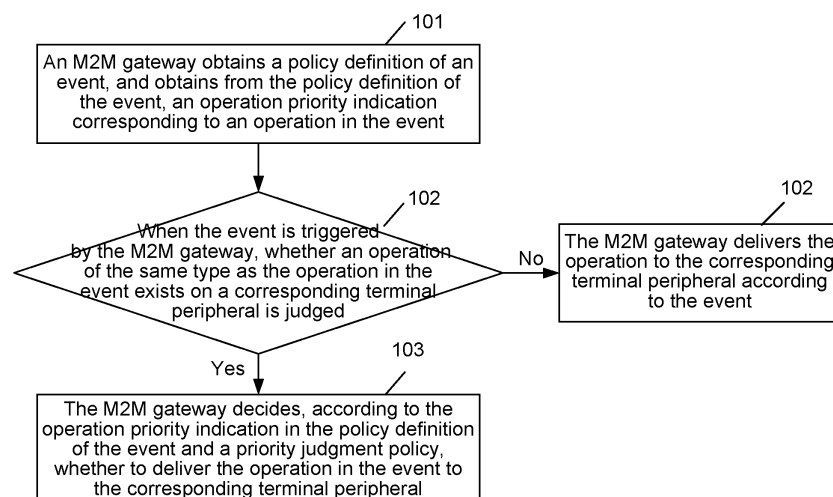 101
An M2M gateway obtains a policy definition of an
event, and obtains from the policy definition of
the event, an operation priority indication
corresponding to an operation in the event
102
When the event is triggered
by the M2M gateway, whether an operation
of the same type as the operation in the
event exists on a corresponding terminal
peripheral is judged
No
102
The M2M gateway delivers the
operation to the corresponding
terminal peripheral according
to the event
Yes
103
The M2M gateway decides, according to the
operation priority indication in the policy definition
of the event and a priority judgment policy,
whether to deliver the operation in the event to
the corresponding terminal peripheral